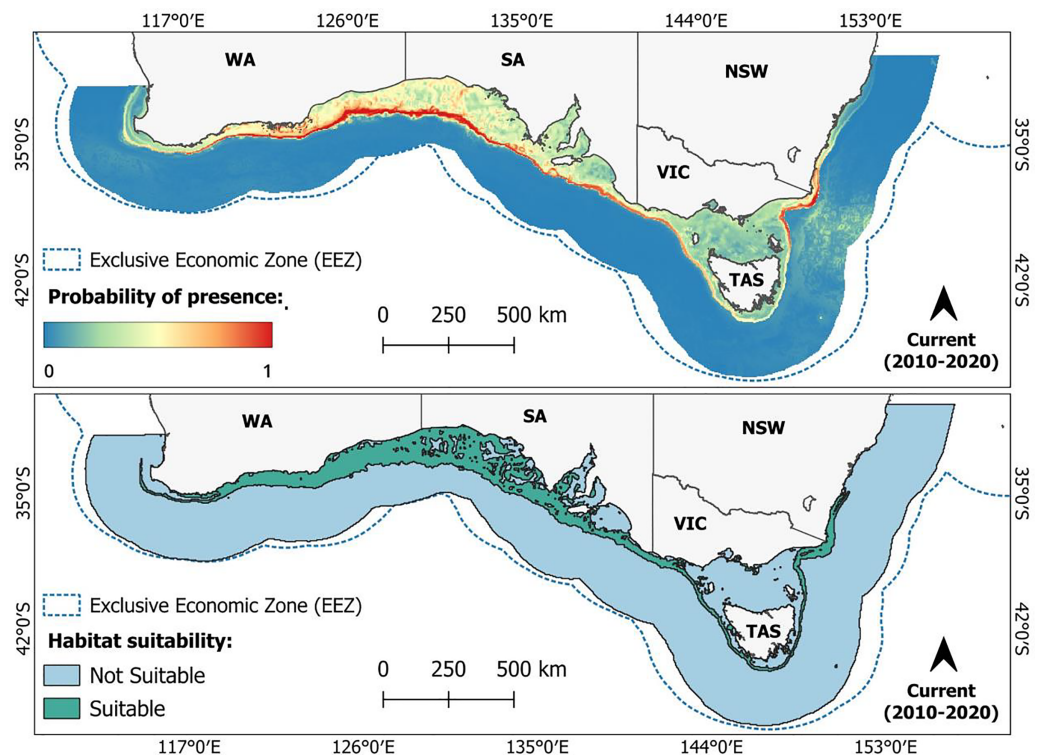 117°0'E 126°0'E 135°0'E 144°0'E 153°0'E
WA SA NSW
VIC
TAS
35°0'S 35°0'S
42°0'S 42°0'S
Exclusive Economic Zone (EEZ)
Probability of presence:
0 1
0 250 500 km
Current
(2010-2020)
WA SA NSW
VIC
TAS
35°0'S 35°0'S
42°0'S 42°0'S
Exclusive Economic Zone (EEZ)
Habitat suitability:
Not Suitable
Suitable
0 250 500 km
Current
(2010-2020)
117°0'E 126°0'E 135°0'E 144°0'E 153°0'E